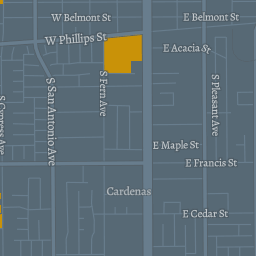 W Belmont St
E Belmont St
W Phillips St
E Acacia St
S Fern Ave
S Pleasant Ave
S San Antonio Ave
S Cypress Ave
E Maple St
E Francis St
Cardenas
E Cedar St